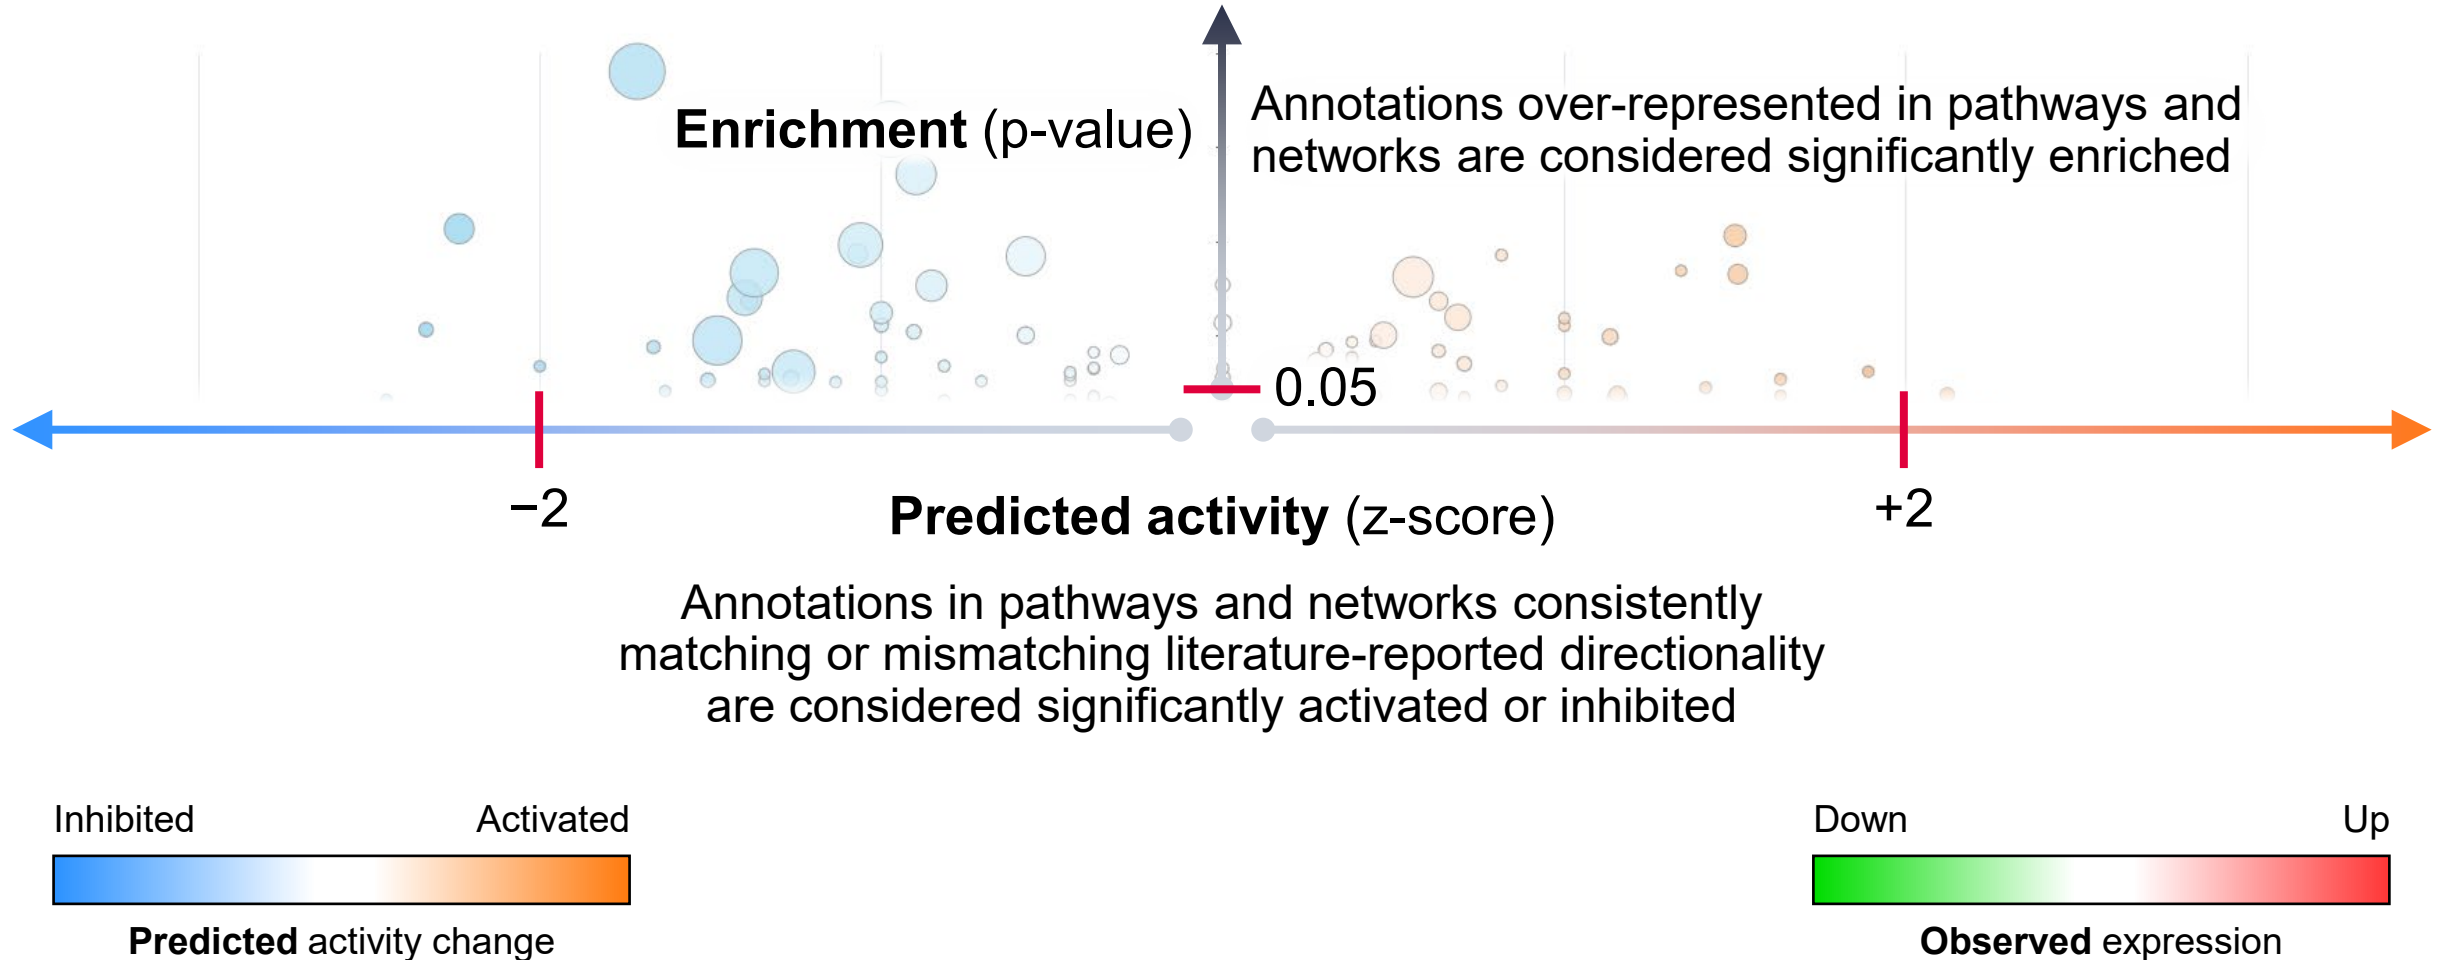 Enrichment (p-value)
Annotations over-represented in pathways and
networks are considered significantly enriched
0.05
−2
Predicted activity (z-score)
+2
Annotations in pathways and networks consistently
matching or mismatching literature-reported directionality
are considered significantly activated or inhibited
Inhibited
Activated
Predicted activity change
Down
Up
Observed expression